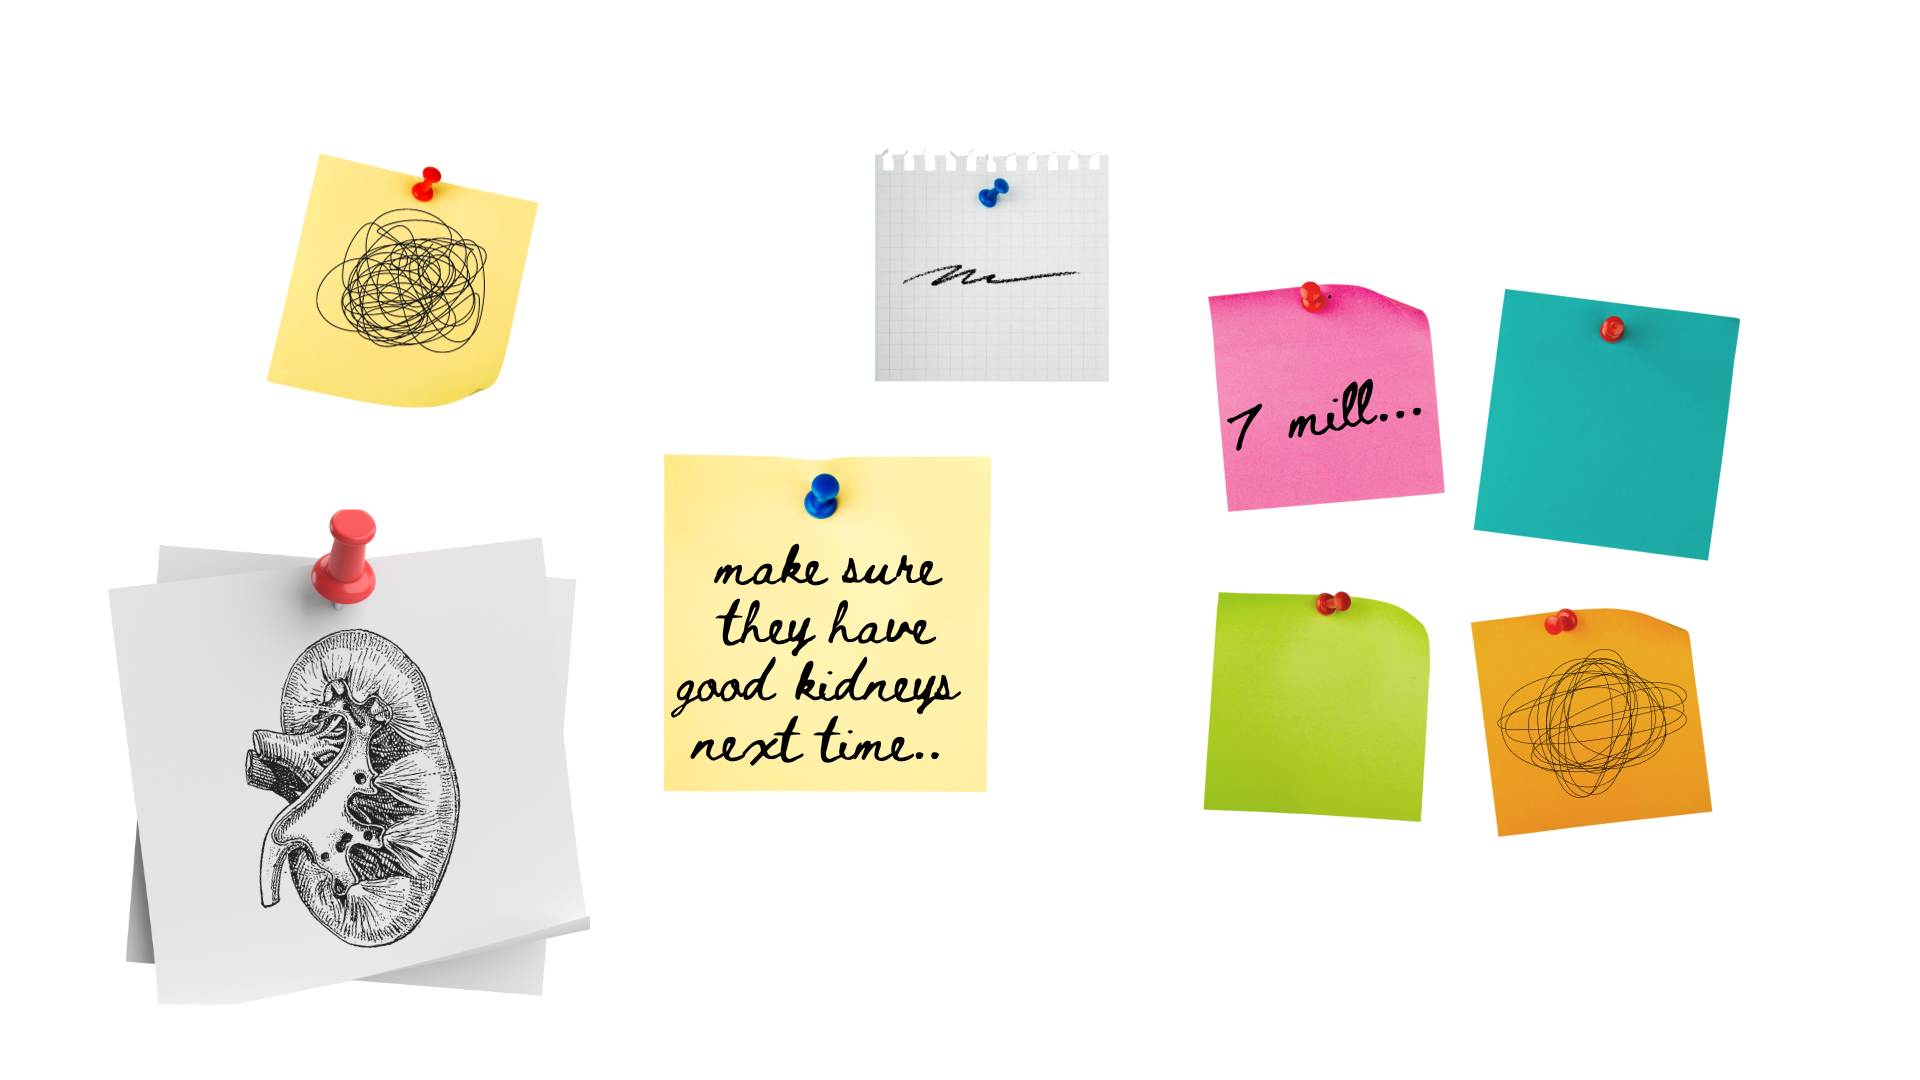 7 mill...
make sure
they have
good kidneys
next time..